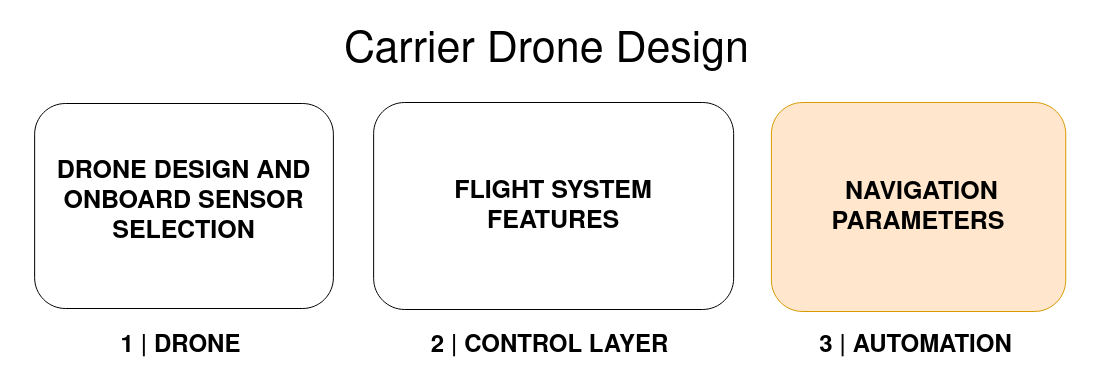 Carrier Drone Design
DRONE DESIGN AND
ONBOARD SENSOR
SELECTION
FLIGHT SYSTEM
FEATURES
NAVIGATION
PARAMETERS
1 | DRONE
2 | CONTROL LAYER
3 | AUTOMATION